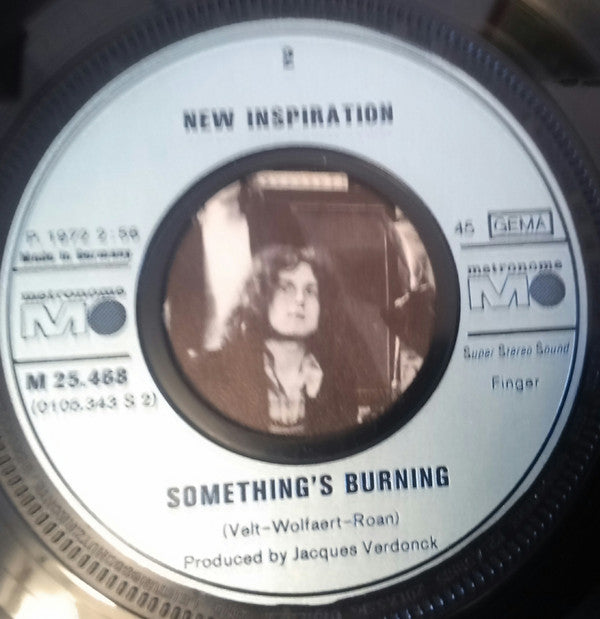 2
NEW INSPIRATION
P. 1972 2:56
Made in Germany
metronome
M 25.468
(0106.343 S 2)
45 GEMA
metronome
Super Stereo Sound
Finger
SOMETHING'S BURNING
(Velt-Wolfaert-Roan)
Produced by Jacques Verdonck